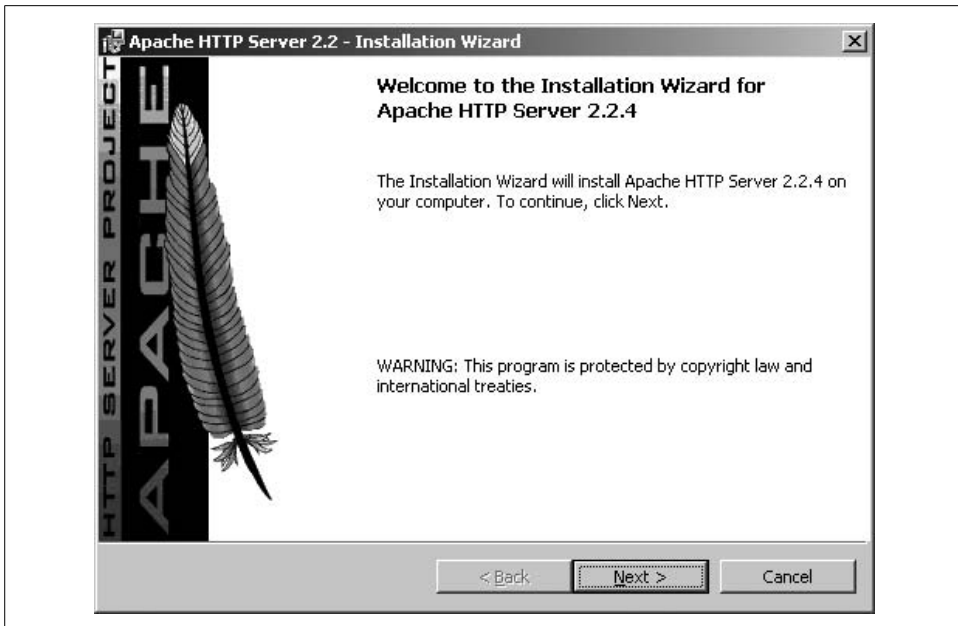 Apache HTTP Server 2.2 - Installation Wizard
HTTP SERVER PROJECT
APACHE
Welcome to the Installation Wizard for
Apache HTTP Server 2.2.4
The Installation Wizard will install Apache HTTP Server 2.2.4 on
your computer. To continue, click Next.
WARNING: This program is protected by copyright law and
international treaties.
< Back
Next >
Cancel